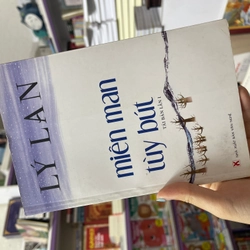 LÝ LAN
miên man
tùy bút
TÁI BẢN LẦN 1